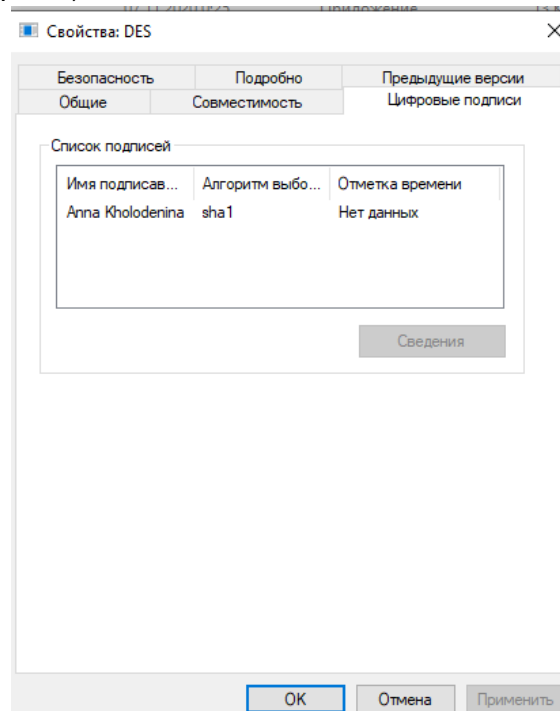 Свойства: DES
Безопасность Подробно Предыдущие версии
Общие Совместимость Цифровые подписи
Список подписей
Имя подписав... Алгоритм выбо... Отметка времени
Anna Kholodenina sha1 Нет данных
Сведения
OK Отмена Применить